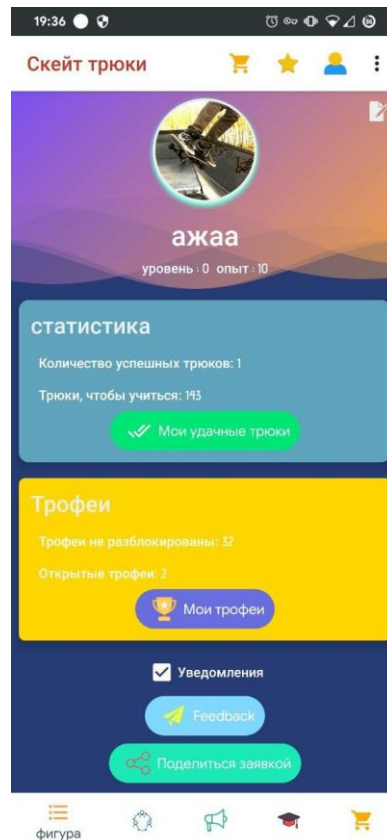 19:36
Скейт трюки
ажаа
уровень : 0 опыт : 10
статистика
Количество успешных трюков: 1
Трюки, чтобы учиться: 143
Мои удачные трюки
Трофеи
Трофеи не разблокированы: 32
Открытые трофеи: 2
Мои трофеи
Уведомления
Feedback
Поделиться заявкой
фигура